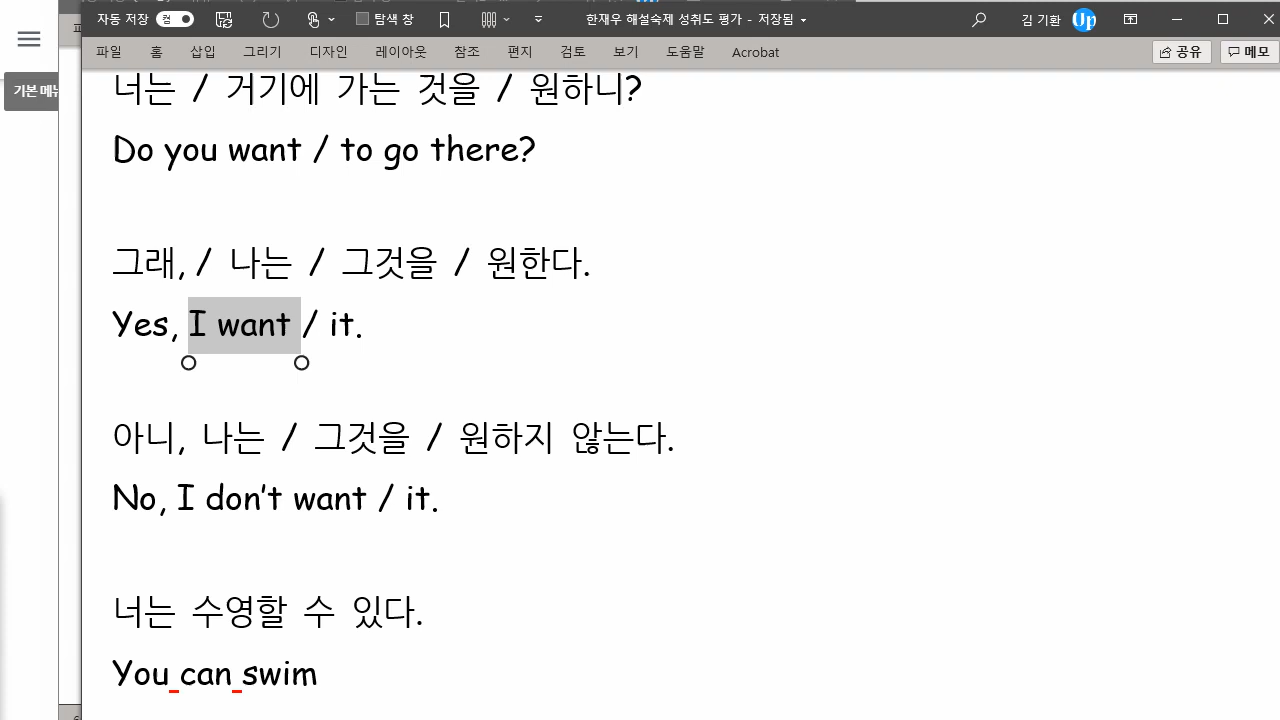 자동 저장 컴 탐색 창 한재우 해설숙제 성취도 평가 - 저장됨 김 기환 Up
파일 홈 삽입 그리기 디자인 레이아웃 참조 편지 검토 보기 도움말 Acrobat 공유 메모
기본 메뉴
너는 / 거기에 가는 것을 / 원하니?
Do you want / to go there?
그래, / 나는 / 그것을 / 원한다.
Yes, I want / it.
아니, 나는 / 그것을 / 원하지 않는다.
No, I don't want / it.
너는 수영할 수 있다.
You can swim